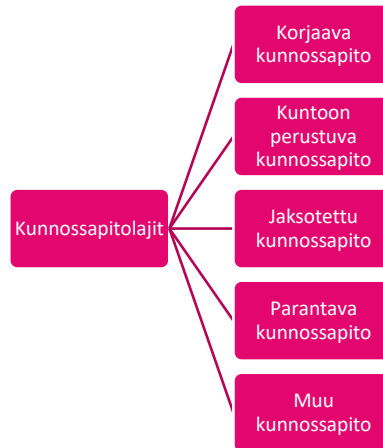 Korjaava
kunnossapito
Kuntoon
perustuva
kunnossapito
Kunnossapitolajit
Jaksotettu
kunnossapito
Parantava
kunnossapito
Muu
kunnossapito